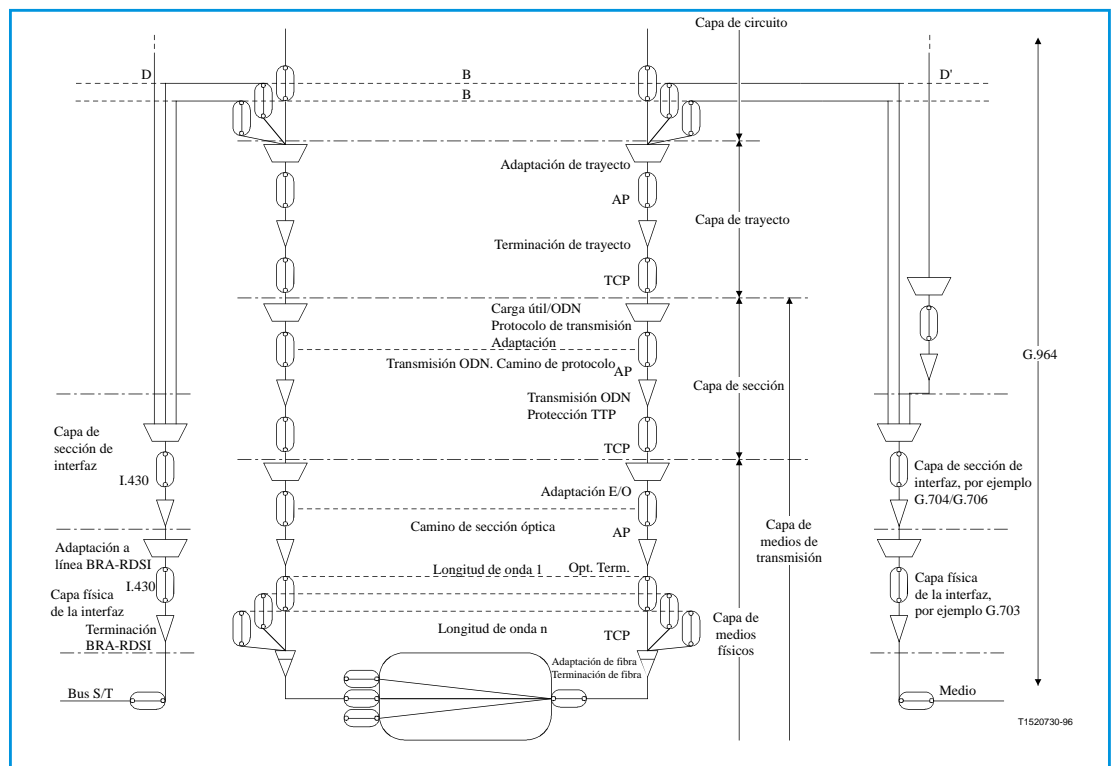 Capa de circuito
D
B
D'
B
Adaptación de trayecto
AP
Capa de trayecto
Terminación de trayecto
TCP
Carga útil/ODN
Protocolo de transmisión
Adaptación
G.964
Transmisión ODN. Camino de protocolo
AP
Capa de sección
Transmisión ODN
Protección TTP
Capa de
sección de
interfaz
TCP
I.430
Capa de sección de
interfaz, por ejemplo
G.704/G.706
Adaptación E/O
Camino de sección óptica
AP
Capa de
medios de
transmisión
Adaptación a
línea BRA-RDSI
Longitud de onda 1
Opt. Term.
I.430
Capa física
de la interfaz
Capa física
de la interfaz,
por ejemplo G.703
Terminación
BRA-RDSI
Longitud de onda n
TCP
Capa de
medios
físicos
Adaptación de fibra
Terminación de fibra
Bus S/T
Medio
T1520730-96